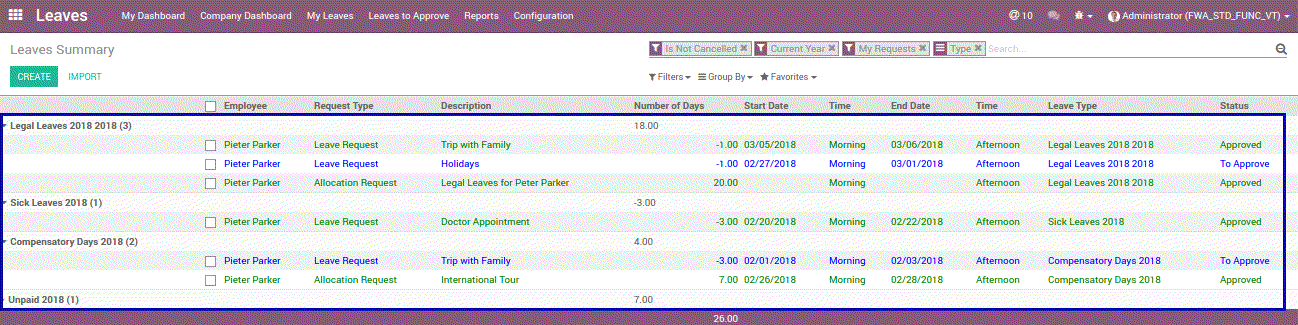 Leaves My Dashboard Company Dashboard My Leaves Leaves to Approve Reports Configuration @ 10 Administrator (FWA_STD_FUNC_VT)
Leaves Summary Is Not Cancelled Current Year My Requests Type Search...
CREATE IMPORT Filters Group By Favorites
Employee Request Type Description Number of Days Start Date Time End Date Time Leave Type Status
Legal Leaves 2018 2018 (3) 18.00
Pieter Parker Leave Request Trip with Family -1.00 03/05/2018 Morning 03/06/2018 Afternoon Legal Leaves 2018 2018 Approved
Pieter Parker Leave Request Holidays -1.00 02/27/2018 Morning 03/01/2018 Afternoon Legal Leaves 2018 2018 To Approve
Pieter Parker Allocation Request Legal Leaves for Peter Parker 20.00 Morning Afternoon Legal Leaves 2018 2018 Approved
Sick Leaves 2018 (1) -3.00
Pieter Parker Leave Request Doctor Appointment -3.00 02/20/2018 Morning 02/22/2018 Afternoon Sick Leaves 2018 Approved
Compensatory Days 2018 (2) 4.00
Pieter Parker Leave Request Trip with Family -3.00 02/01/2018 Morning 02/03/2018 Afternoon Compensatory Days 2018 To Approve
Pieter Parker Allocation Request International Tour 7.00 02/26/2018 Morning 02/28/2018 Afternoon Compensatory Days 2018 Approved
Unpaid 2018 (1) 7.00
26.00